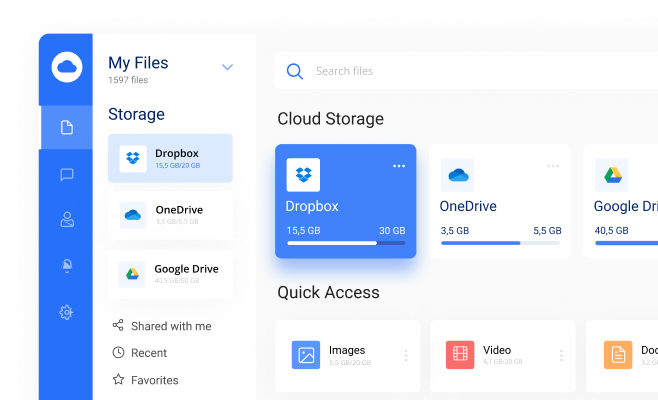 My Files
1597 files
Storage
Dropbox
15,5 GB/20 GB
OneDrive
3,5 GB/5,5 GB
Google Drive
40,5 GB/50 GB
Shared with me
Recent
Favorites
Search files
Cloud Storage
Dropbox
15,5 GB 30 GB
OneDrive
3,5 GB 5,5 GB
Google Dri
40,5 GB
Quick Access
Images
5,5 GB/20 GB
Video
4,7 GB/20 GB
Doc